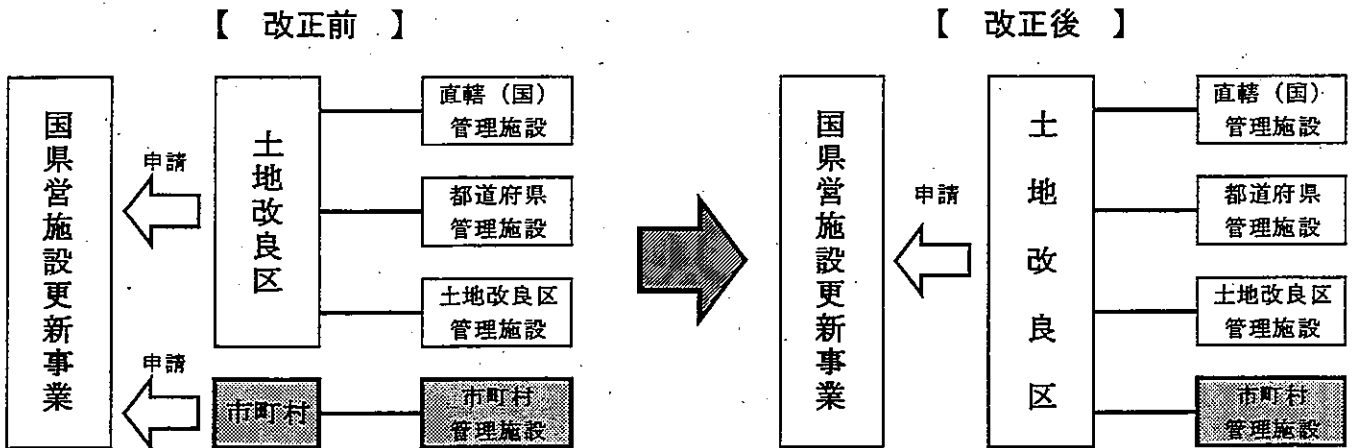 【 改正前 】
国県営施設更新事業
申請
土地改良区
直轄(国)
管理施設
都道府県
管理施設
土地改良区
管理施設
申請
市町村
市町村
管理施設
【 改正後 】
国県営施設更新事業
申請
土地改良区
直轄(国)
管理施設
都道府県
管理施設
土地改良区
管理施設
市町村
管理施設